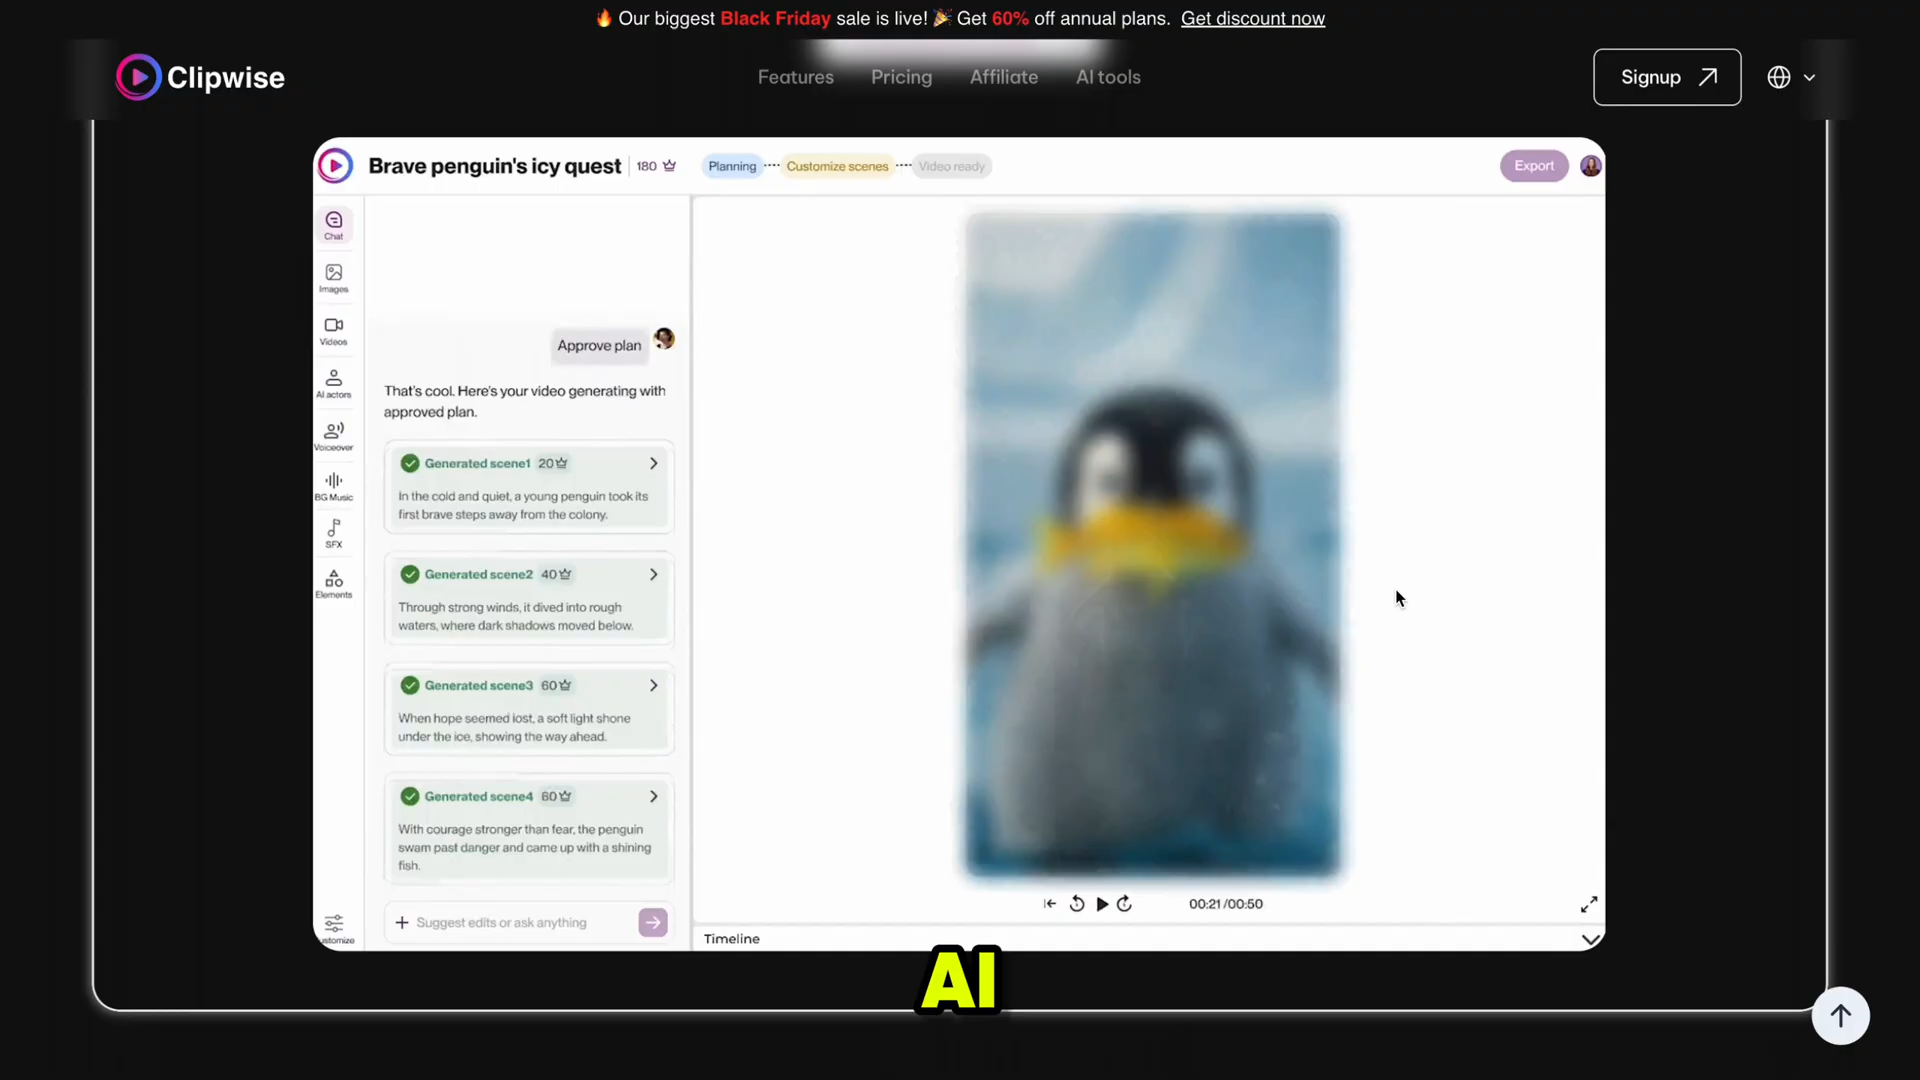 🔥 Our biggest Black Friday sale is live! 🎉 Get 60% off annual plans. Get discount now
Clipwise
Features
Pricing
Affiliate
AI tools
Signup
Brave penguin's icy quest
180
Planning
Customize scenes
Video ready
Export
Chat
Images
Videos
AI actors
Voiceover
BG Music
SFX
Elements
ustomize
Approve plan
That's cool. Here's your video generating with
approved plan.
Generated scene1 20
In the cold and quiet, a young penguin took its
first brave steps away from the colony.
Generated scene2 40
Through strong winds, it dived into rough
waters, where dark shadows moved below.
Generated scene3 60
When hope seemed lost, a soft light shone
under the ice, showing the way ahead.
Generated scene4 60
With courage stronger than fear, the penguin
swam past danger and came up with a shining
fish.
+ Suggest edits or ask anything
00:21/00:50
Timeline
AI